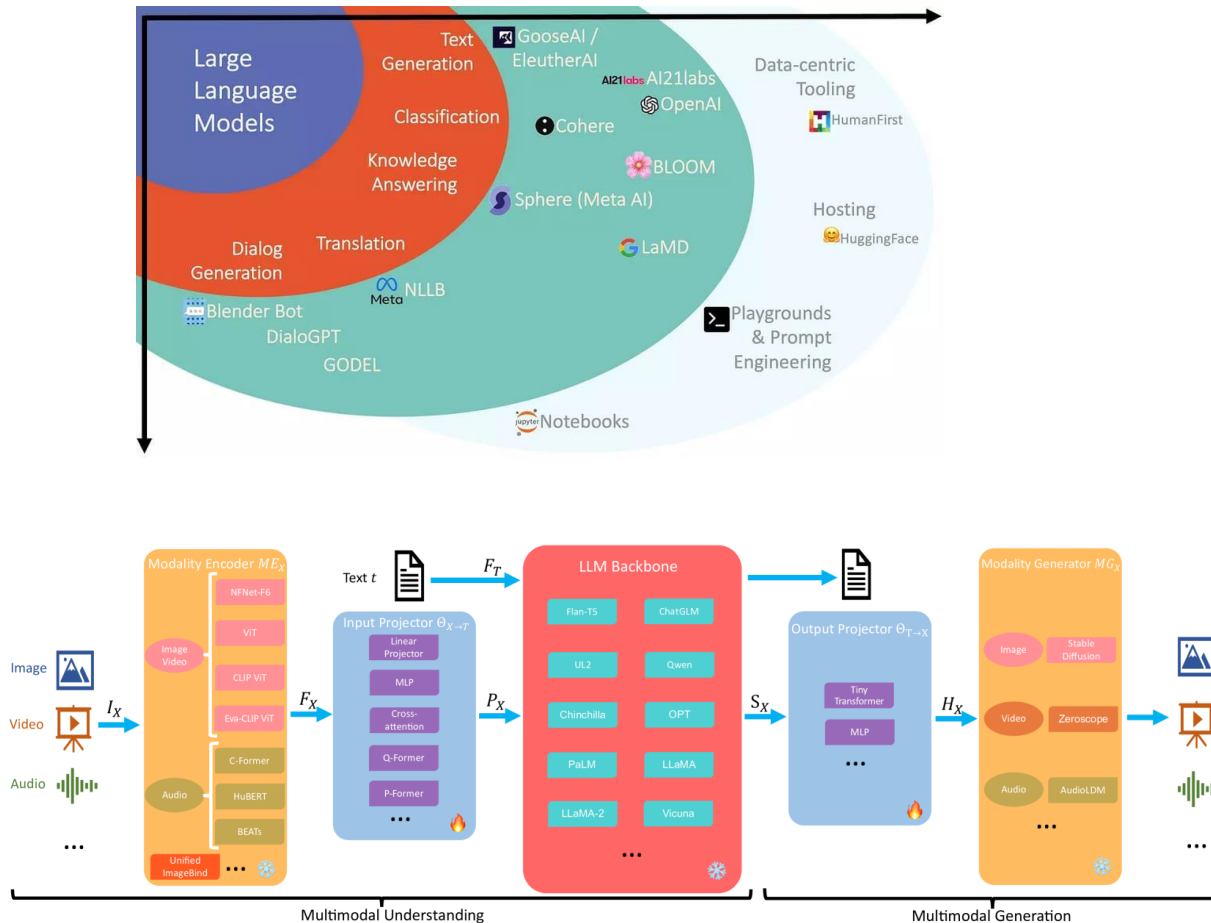 Large
Language
Models
Text
Generation
Classification
Knowledge
Answering
Translation
Dialog
Generation
GooseAI /
EleutherAI
AI21labs AI21labs
OpenAI
Cohere
BLOOM
Sphere (Meta AI)
LaMD
Meta NLLB
Blender Bot
DialoGPT
GODEL
Data-centric
Tooling
HumanFirst
Hosting
HuggingFace
Playgrounds
& Prompt
Engineering
jupyter Notebooks
Image
Video
Audio
...
I_X
Modality Encoder ME_X
Image
Video
NFNet-F6
ViT
CLIP ViT
Eva-CLIP ViT
Audio
C-Former
HuBERT
BEATs
Unified
ImageBind
...
F_X
Text t
F_T
Input Projector Θ_X→T
Linear
Projector
MLP
Cross-
attention
Q-Former
P-Former
...
P_X
LLM Backbone
Flan-T5 ChatGLM
UL2 Qwen
Chinchilla OPT
PaLM LLaMA
LLaMA-2 Vicuna
...
S_X
Output Projector Θ_T→X
Tiny
Transformer
MLP
...
H_X
Modality Generator MG_X
Image
Stable
Diffusion
Video Zeroscope
Audio AudioLDM
...
...
Multimodal Understanding
Multimodal Generation